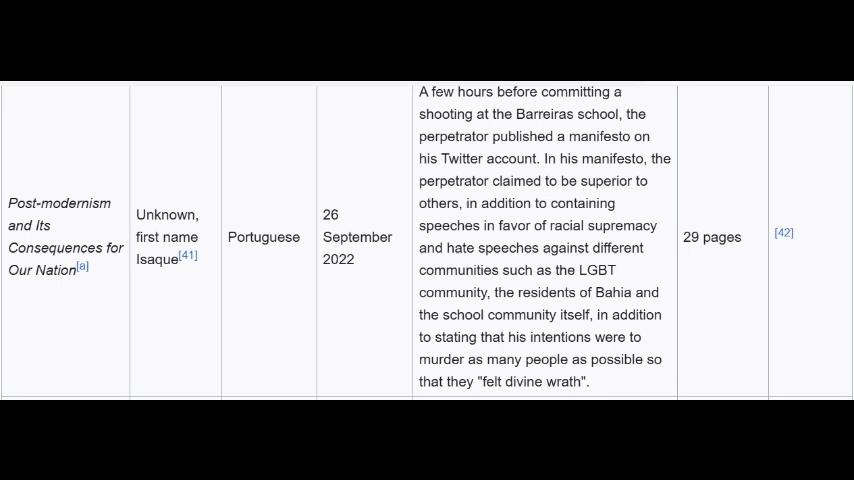 Post-modernism
and Its
Consequences for
Our Nation[a]
Unknown,
first name
Isaque[41]
Portuguese
26
September
2022
A few hours before committing a
shooting at the Barreiras school, the
perpetrator published a manifesto on
his Twitter account. In his manifesto, the
perpetrator claimed to be superior to
others, in addition to containing
speeches in favor of racial supremacy
and hate speeches against different
communities such as the LGBT
community, the residents of Bahia and
the school community itself, in addition
to stating that his intentions were to
murder as many people as possible so
that they "felt divine wrath".
29 pages
[42]